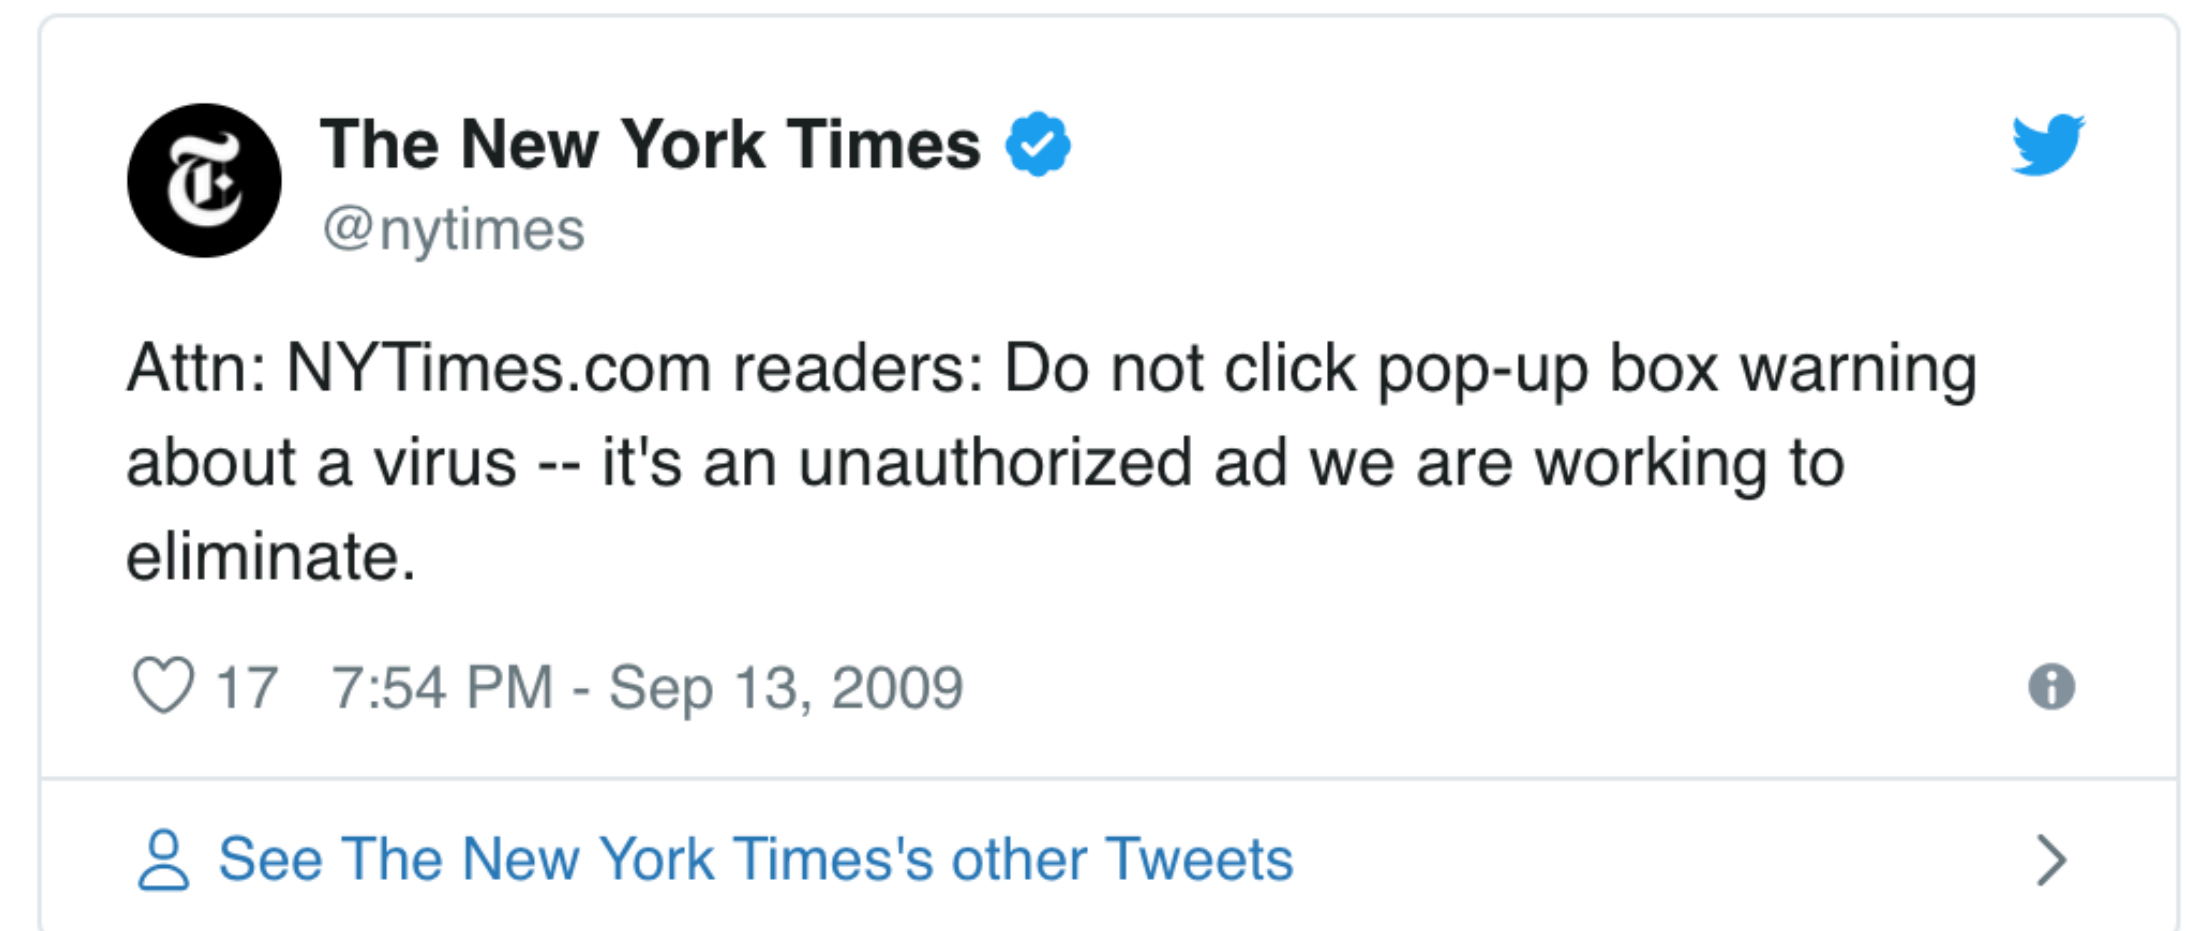 The New York Times
@nytimes
Attn: NYTimes.com readers: Do not click pop-up box warning
about a virus -- it's an unauthorized ad we are working to
eliminate.
17 7:54 PM - Sep 13, 2009
See The New York Times's other Tweets